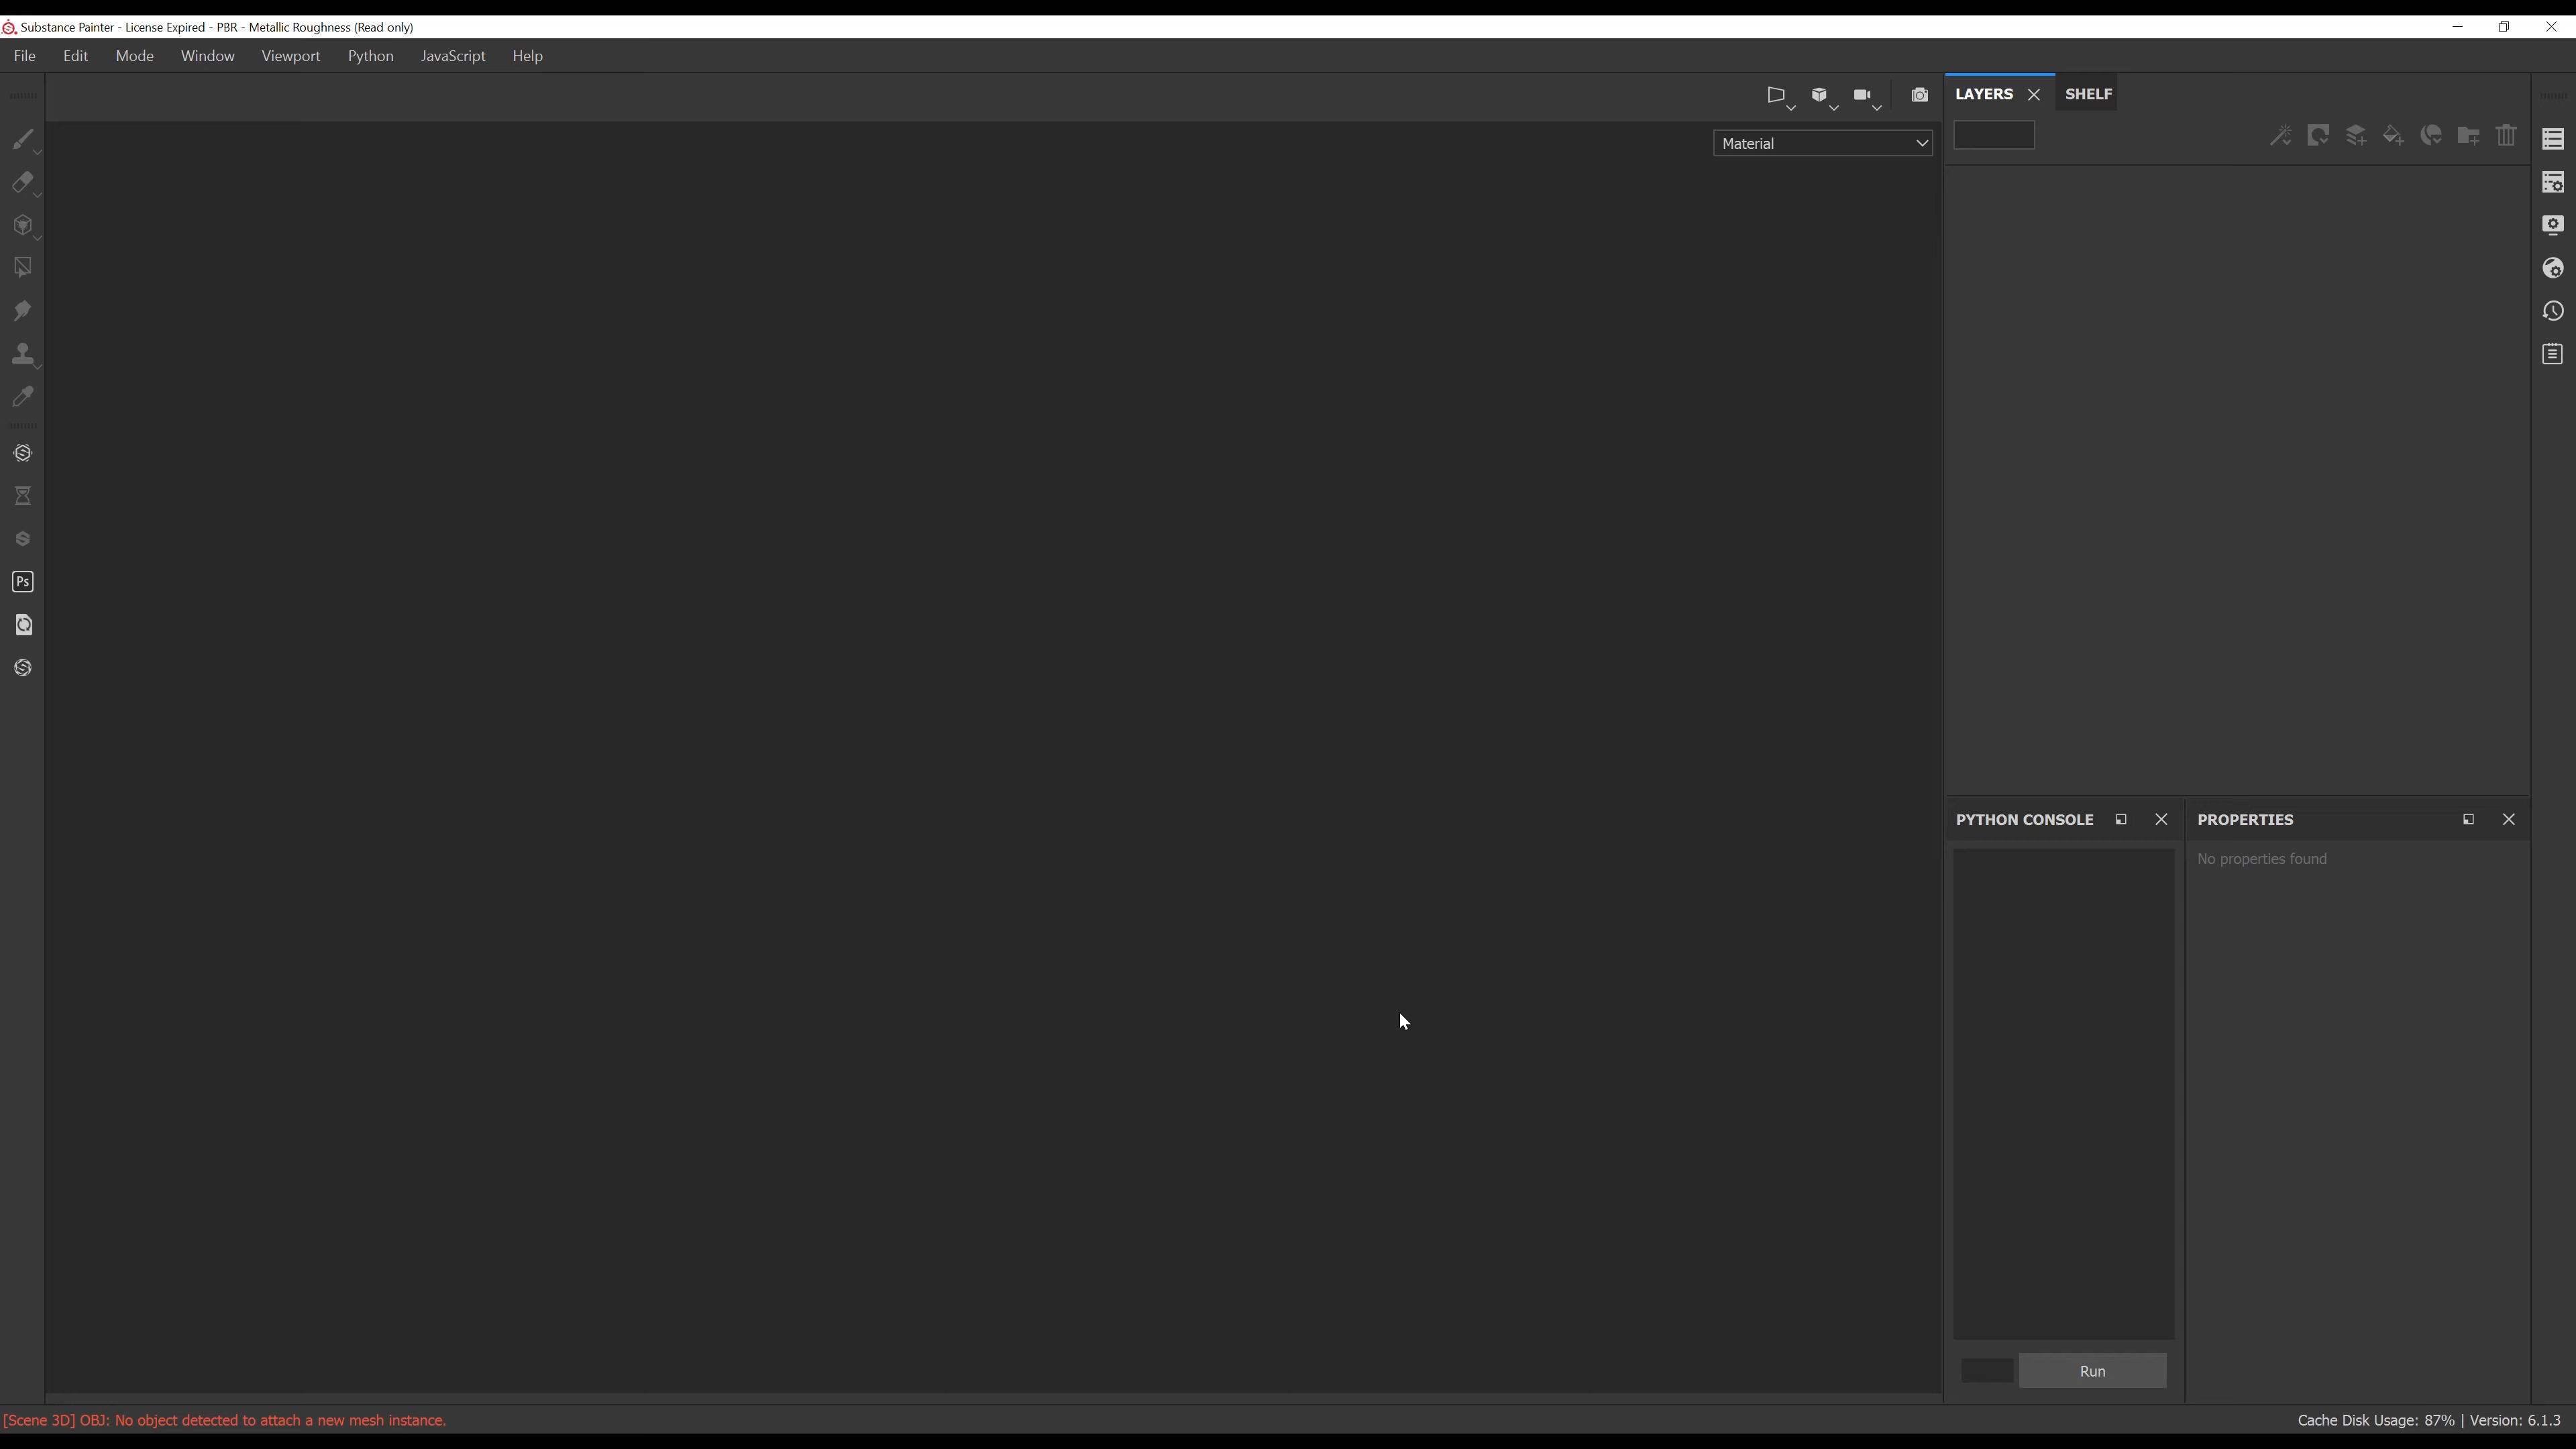 Substance Painter - License Expired - PBR - Metallic Roughness (Read only)
File Edit Mode Window Viewport Python JavaScript Help
LAYERS SHELF
Material
Ps
PYTHON CONSOLE
PROPERTIES
No properties found
Run
[Scene 3D] OBJ: No object detected to attach a new mesh instance.
Cache Disk Usage: 87% | Version: 6.1.3